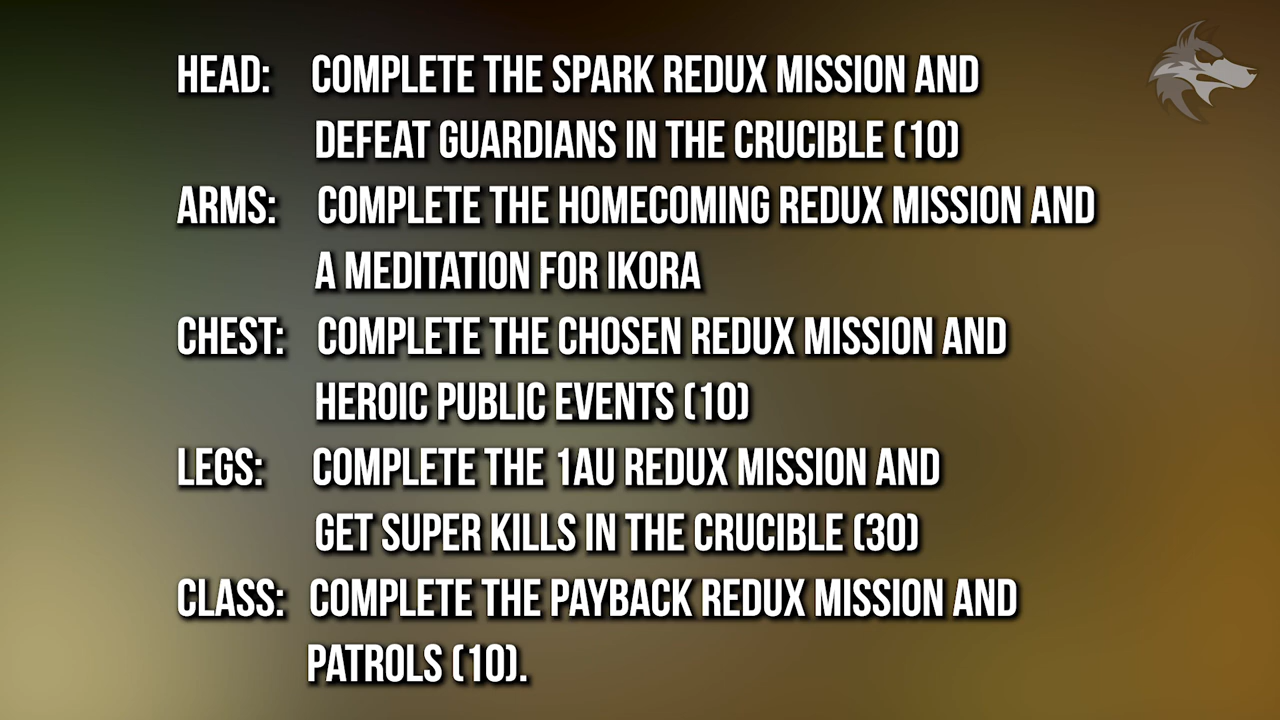 HEAD: COMPLETE THE SPARK REDUX MISSION AND
DEFEAT GUARDIANS IN THE CRUCIBLE (10)
ARMS: COMPLETE THE HOMECOMING REDUX MISSION AND
A MEDITATION FOR IKORA
CHEST: COMPLETE THE CHOSEN REDUX MISSION AND
HEROIC PUBLIC EVENTS (10)
LEGS: COMPLETE THE 1AU REDUX MISSION AND
GET SUPER KILLS IN THE CRUCIBLE (30)
CLASS: COMPLETE THE PAYBACK REDUX MISSION AND
PATROLS (10).